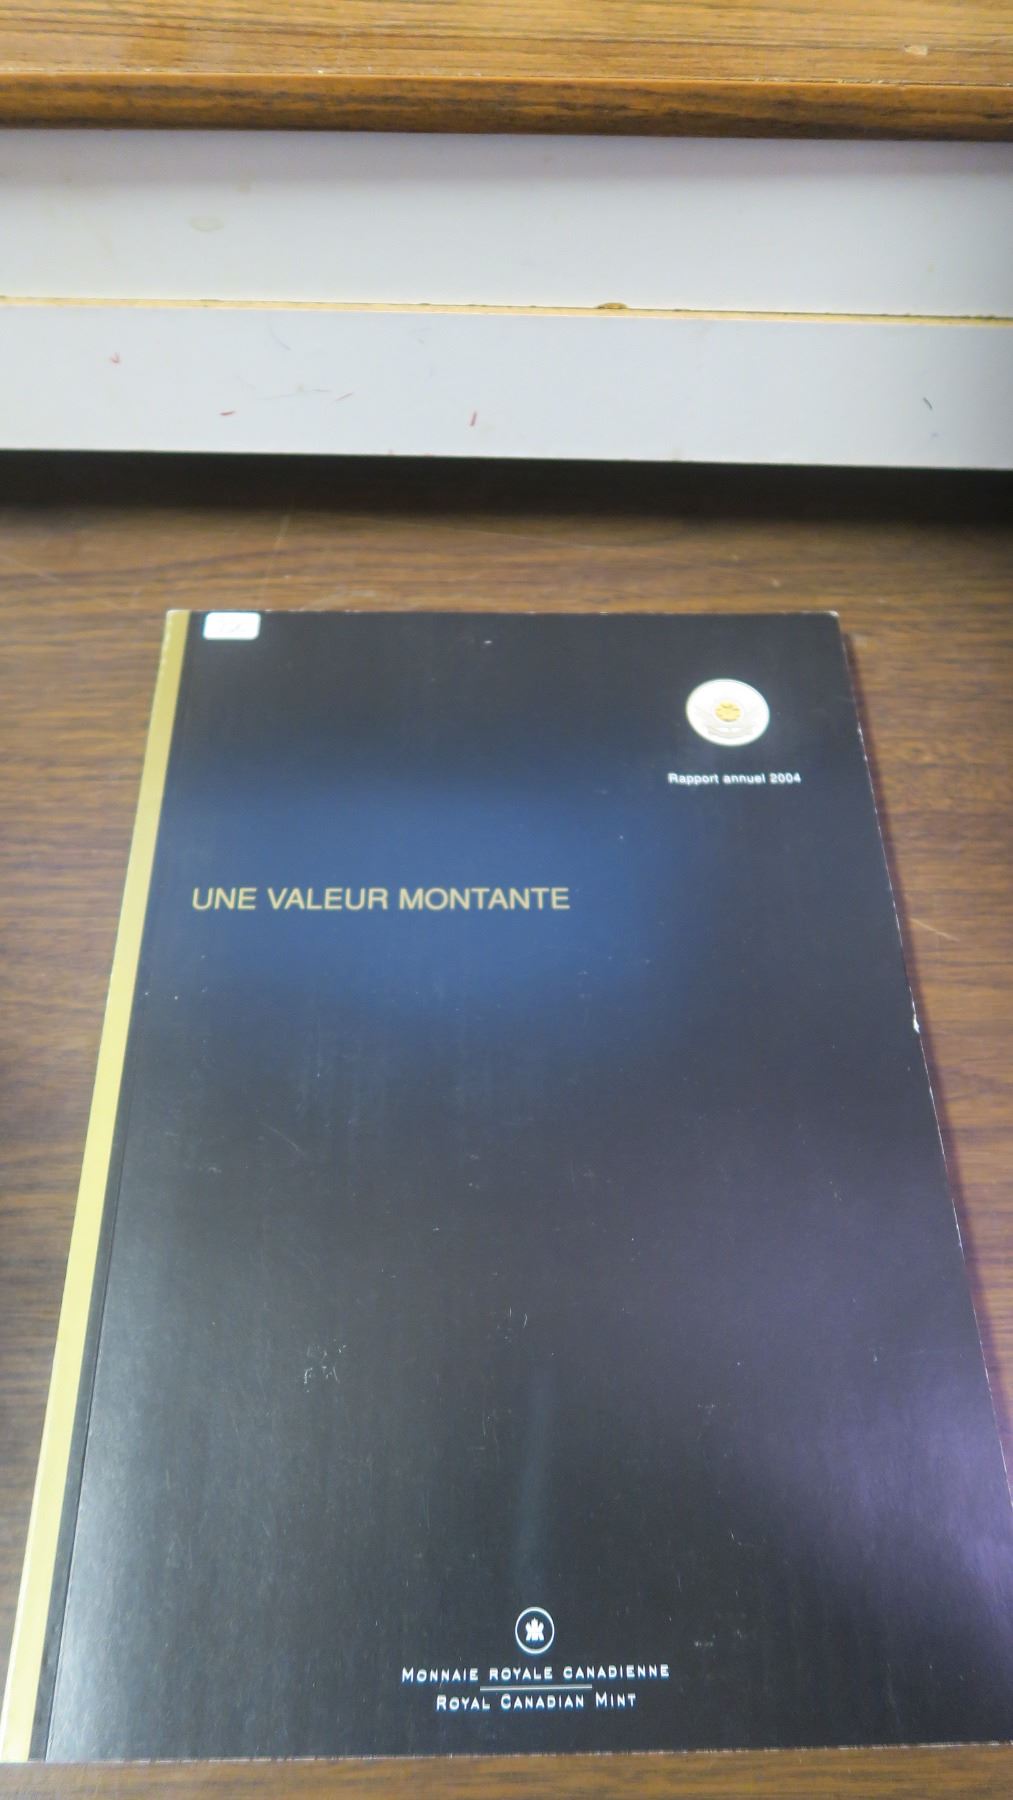 Rapport annuel 2004
UNE VALEUR MONTANTE
MONNAIE ROYALE CANADIENNE
ROYAL CANADIAN MINT